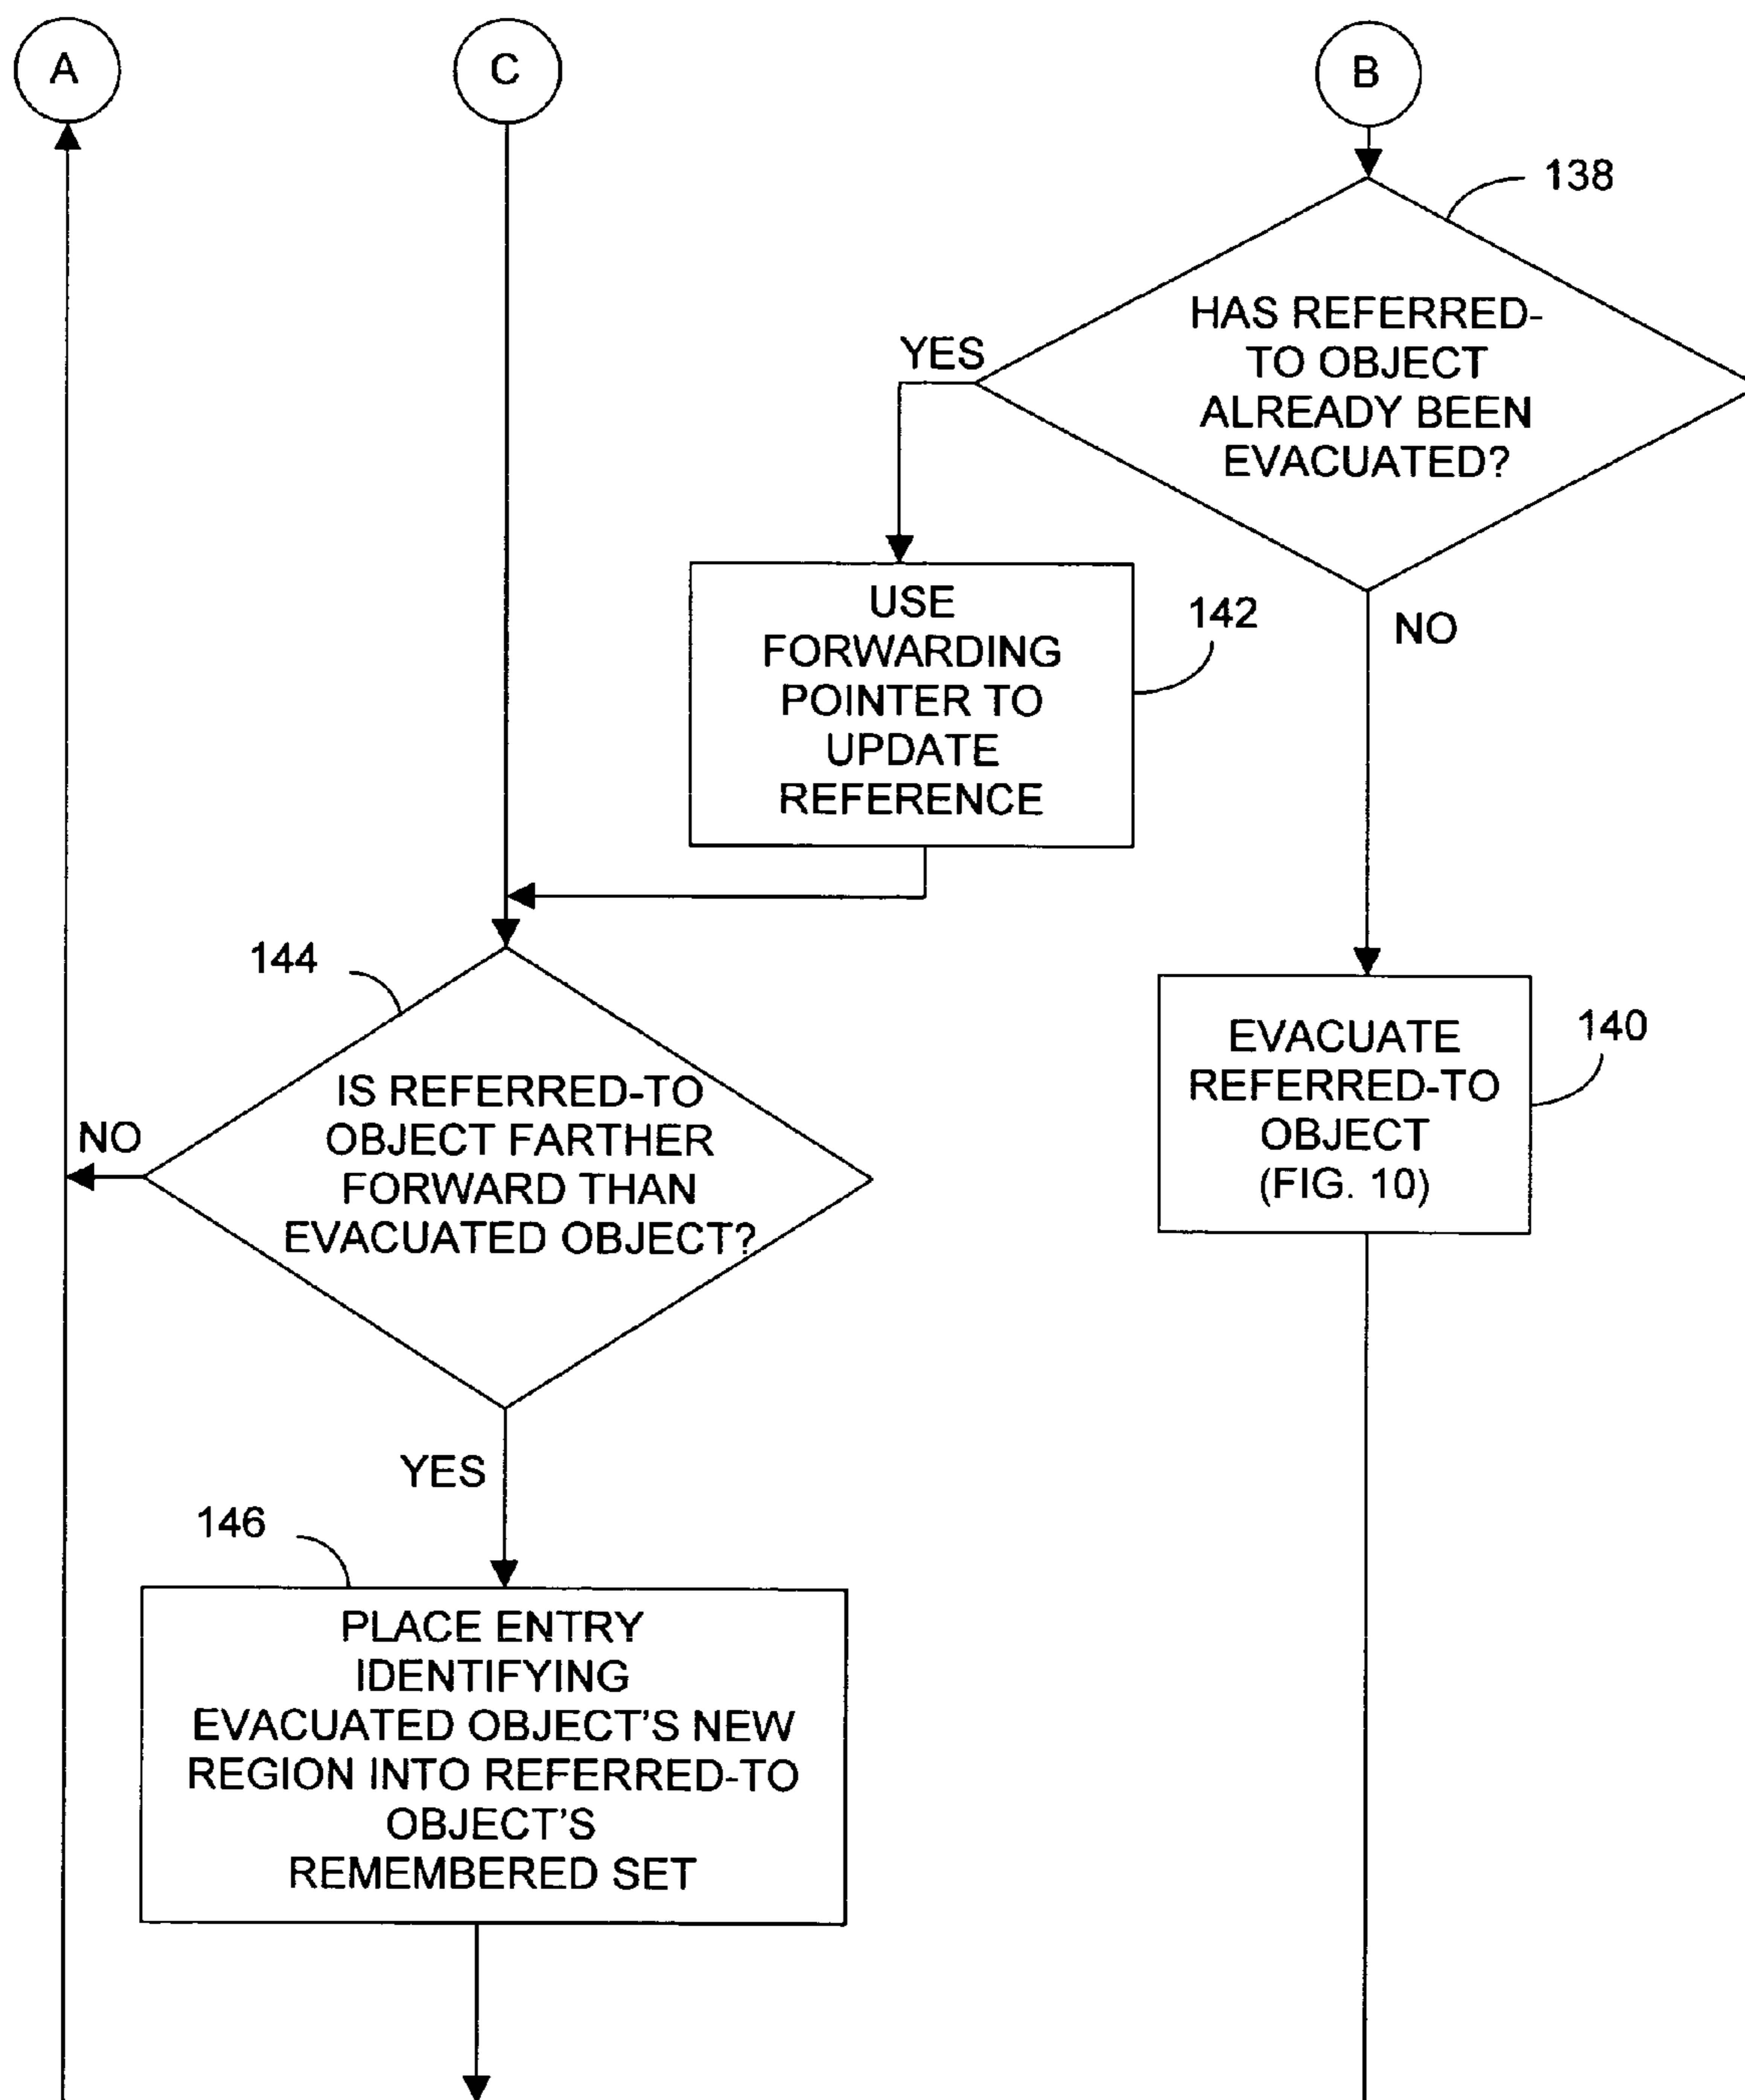 A
C
B
138
HAS REFERRED-
TO OBJECT
ALREADY BEEN
EVACUATED?
YES
NO
USE
FORWARDING
POINTER TO
UPDATE
REFERENCE
142
144
IS REFERRED-TO
OBJECT FARTHER
FORWARD THAN
EVACUATED OBJECT?
NO
EVACUATE
REFERRED-TO
OBJECT
(FIG. 10)
140
YES
146
PLACE ENTRY
IDENTIFYING
EVACUATED OBJECT'S NEW
REGION INTO REFERRED-TO
OBJECT'S
REMEMBERED SET